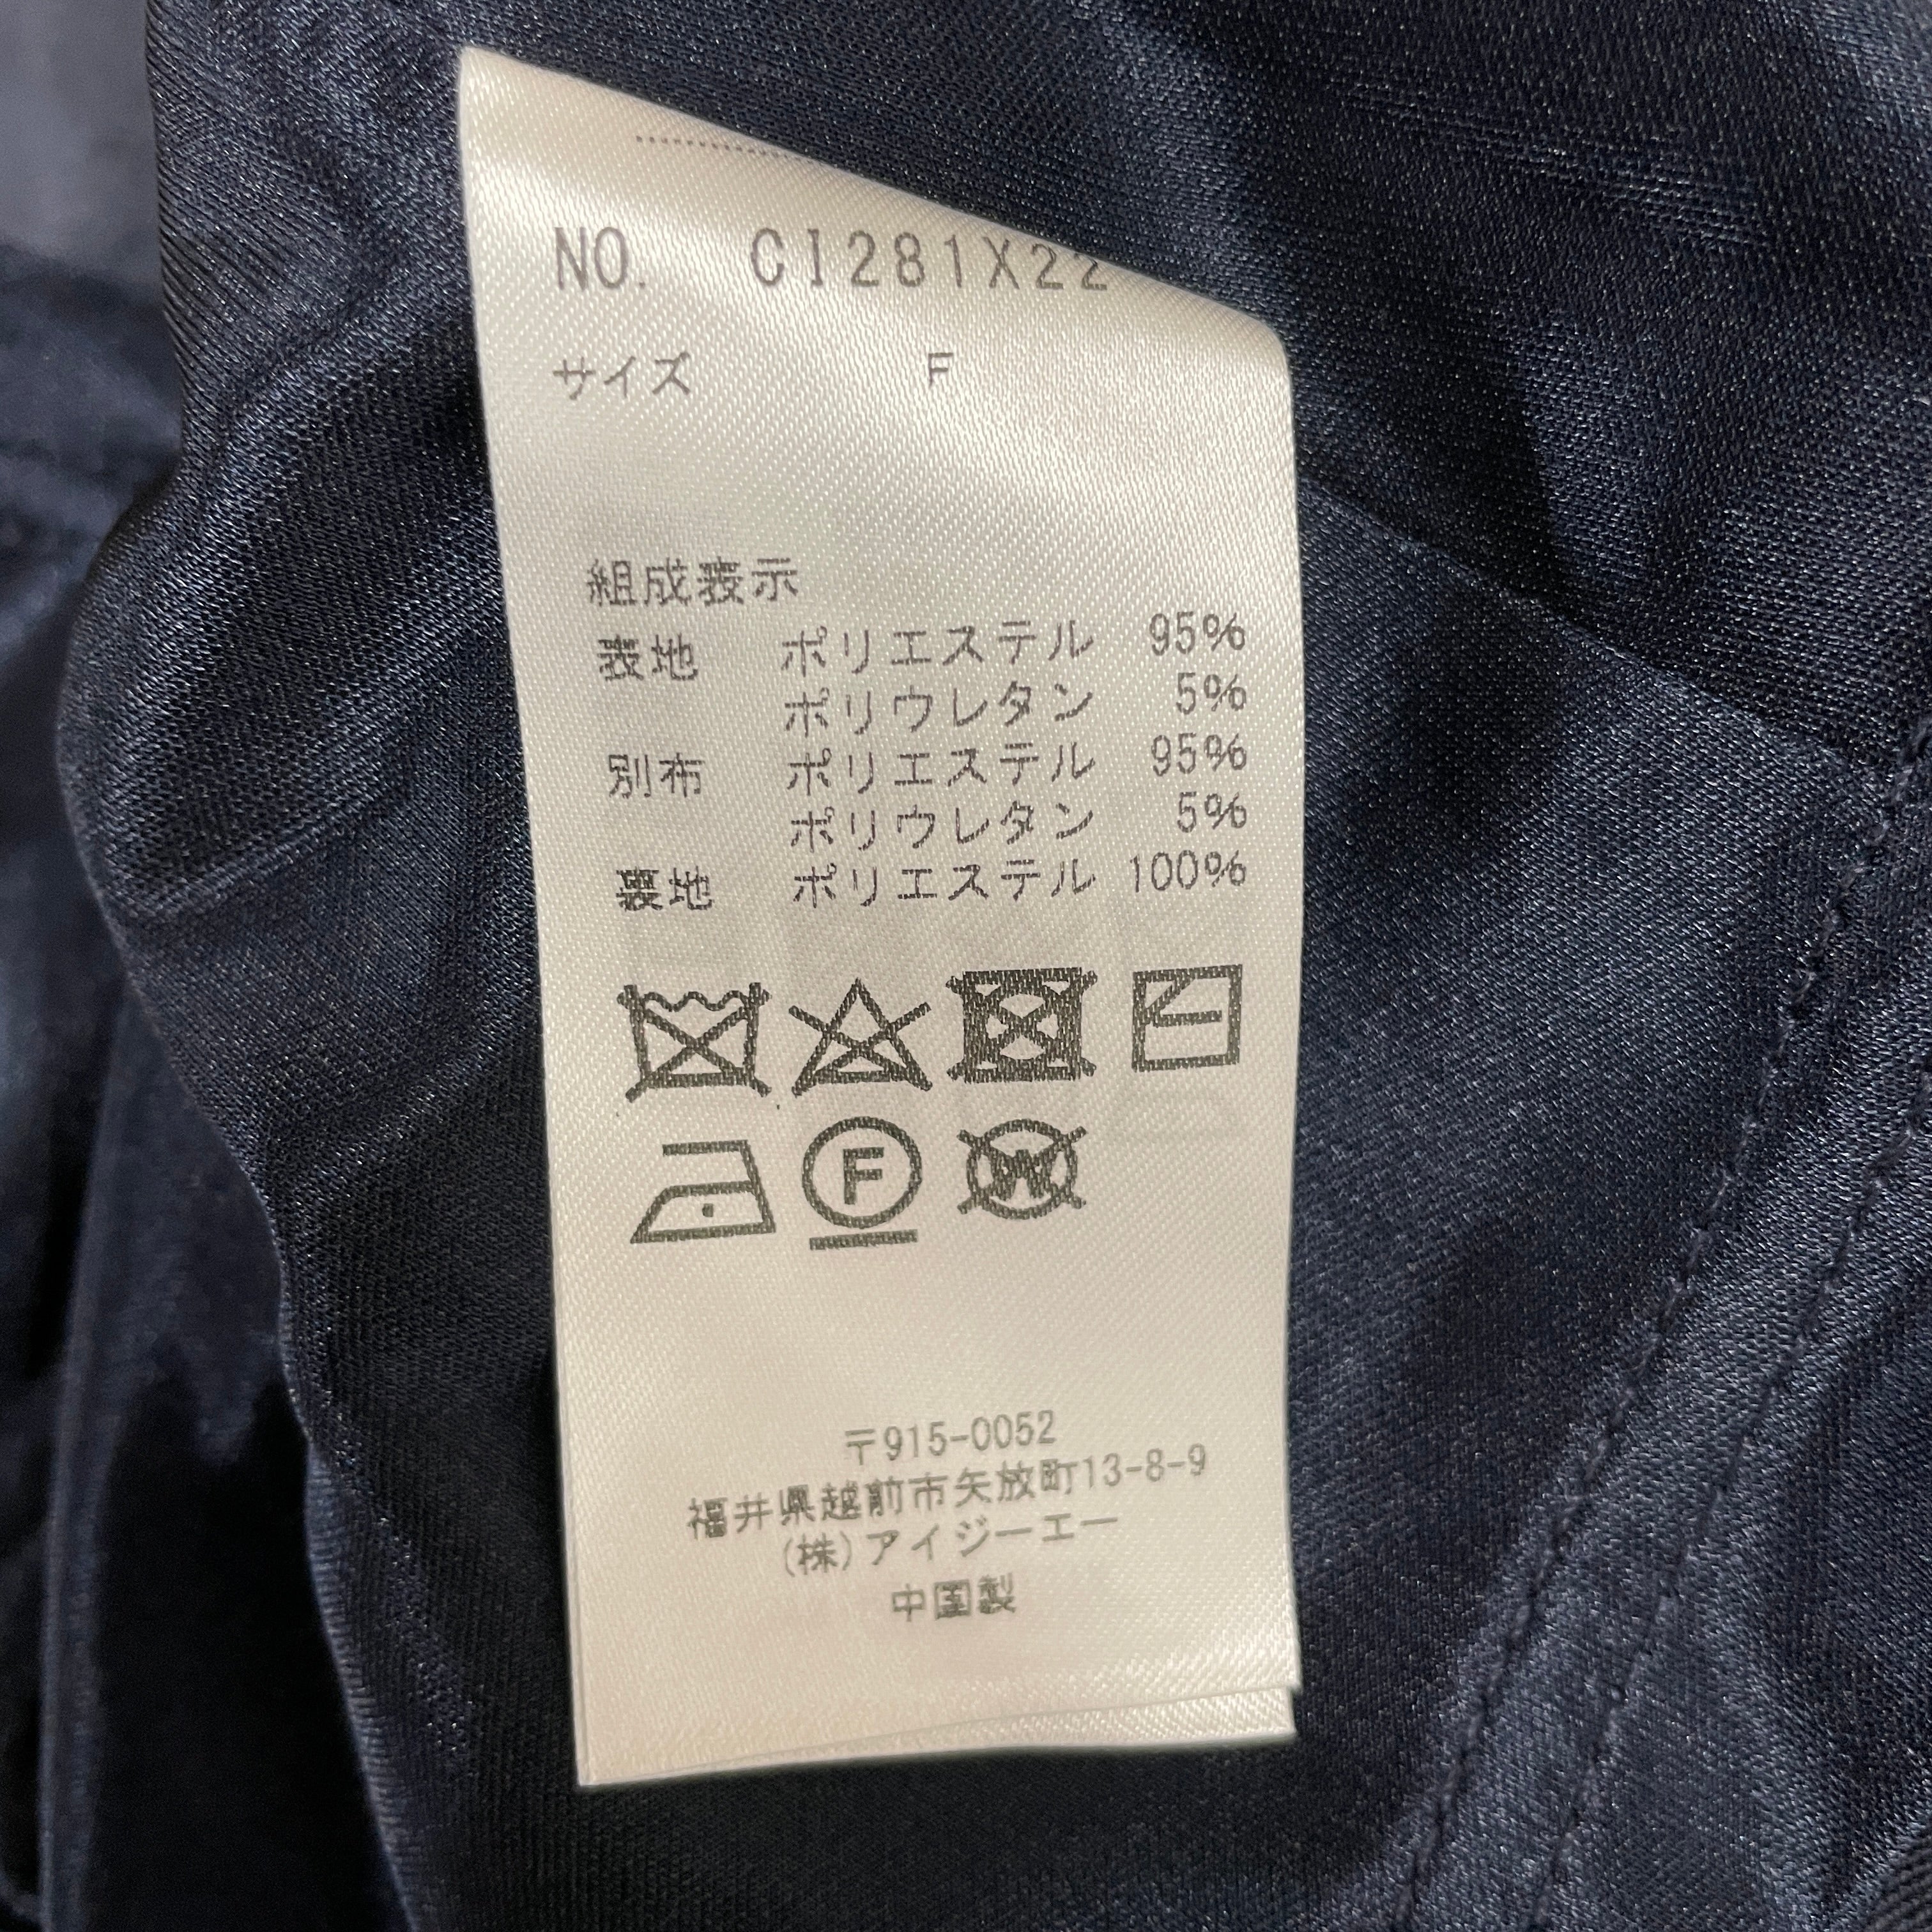 NO. CI281X22
サイズ F
組成表示
表地 ポリエステル 95%
ポリウレタン 5%
別布 ポリエステル 95%
ポリウレタン 5%
裏地 ポリエステル 100%
F
W
〒915-0052
福井県越前市矢放町13-8-9
(株)アイジーエー
中国製